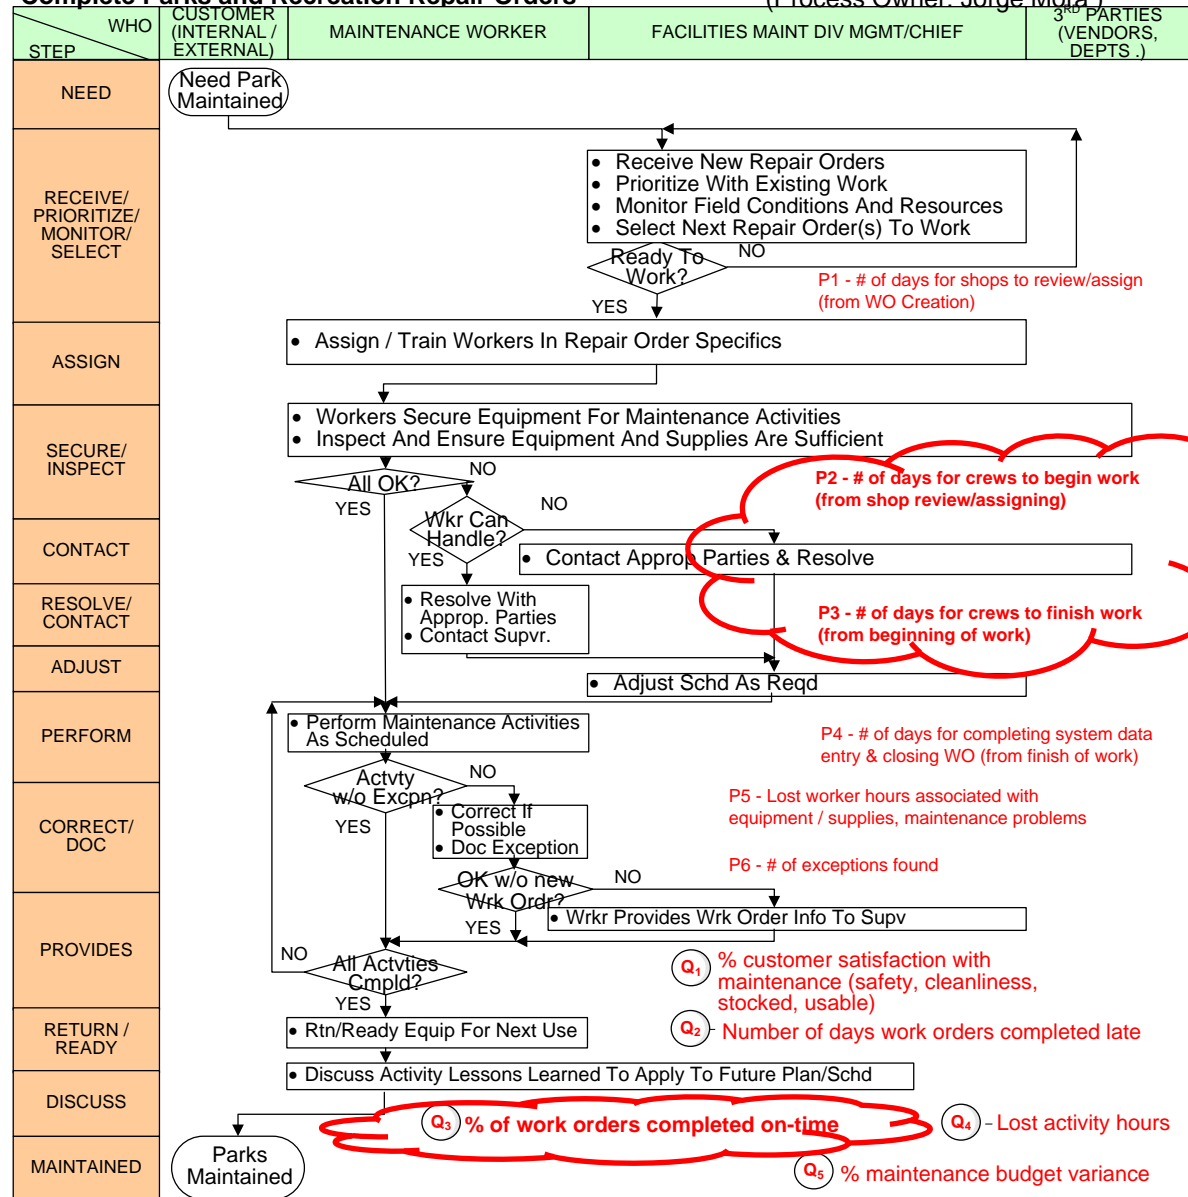 Complete Parks and Recreation Repair Orders
(Process Owner: Jorge Mora )
WHO
STEP
CUSTOMER
(INTERNAL /
EXTERNAL)
MAINTENANCE WORKER
FACILITIES MAINT DIV MGMT/CHIEF
3RD PARTIES
(VENDORS,
DEPTS .)
NEED
Need Park
Maintained
RECEIVE/
PRIORITIZE/
MONITOR/
SELECT
• Receive New Repair Orders
• Prioritize With Existing Work
• Monitor Field Conditions And Resources
• Select Next Repair Order(s) To Work
Ready To
Work?
NO
YES
P1 - # of days for shops to review/assign
(from WO Creation)
ASSIGN
• Assign / Train Workers In Repair Order Specifics
SECURE/
INSPECT
• Workers Secure Equipment For Maintenance Activities
• Inspect And Ensure Equipment And Supplies Are Sufficient
All OK?
NO
YES
P2 - # of days for crews to begin work
(from shop review/assigning)
Wkr Can
Handle?
NO
YES
CONTACT
• Contact Approp Parties & Resolve
RESOLVE/
CONTACT
• Resolve With
Approp. Parties
• Contact Supvr.
P3 - # of days for crews to finish work
(from beginning of work)
ADJUST
• Adjust Schd As Reqd
PERFORM
• Perform Maintenance Activities
As Scheduled
P4 - # of days for completing system data
entry & closing WO (from finish of work)
Actvty
w/o Excpn?
NO
YES
CORRECT/
DOC
• Correct If
Possible
• Doc Exception
P5 - Lost worker hours associated with
equipment / supplies, maintenance problems
P6 - # of exceptions found
OK w/o new
Wrk Ordr?
NO
YES
PROVIDES
• Wrkr Provides Wrk Order Info To Supv
NO
All Actvties
Cmpld?
YES
Q1 % customer satisfaction with
maintenance (safety, cleanliness,
stocked, usable)
RETURN /
READY
• Rtn/Ready Equip For Next Use
Q2 - Number of days work orders completed late
DISCUSS
• Discuss Activity Lessons Learned To Apply To Future Plan/Schd
Q3 % of work orders completed on-time
Q4 - Lost activity hours
MAINTAINED
Parks
Maintained
Q5 % maintenance budget variance